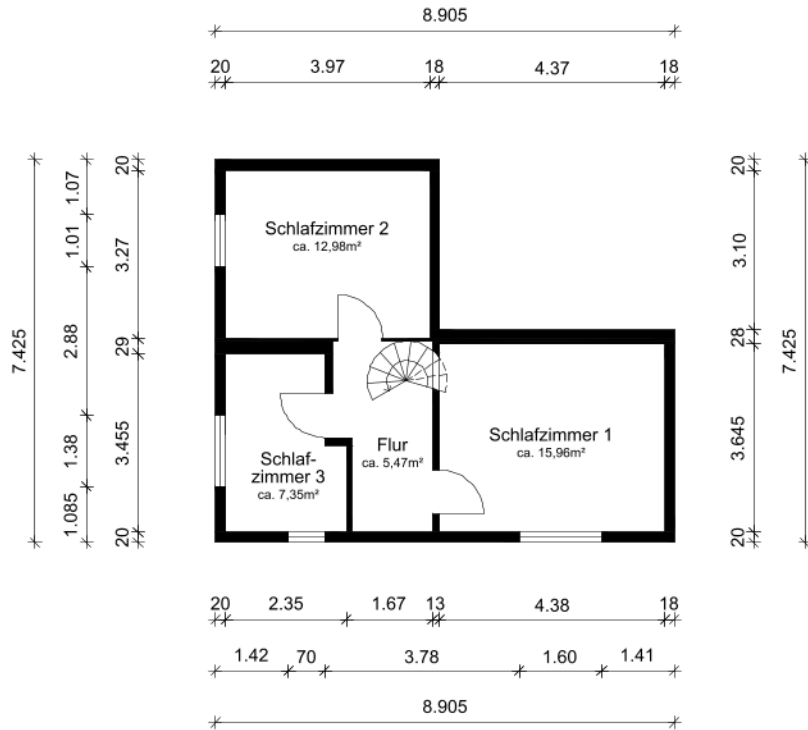 8.905
20 3.97 18 4.37 18
7.425
1.07
1.01
2.88
1.38
1.085
20
3.27
29
3.455
20
Schlafzimmer 2
ca. 12,98m²
Schlaf-
zimmer 3
ca. 7,35m²
Flur
ca. 5,47m²
Schlafzimmer 1
ca. 15,96m²
20
3.10
28
3.645
20
7.425
20 2.35 1.67 13 4.38 18
1.42 70 3.78 1.60 1.41
8.905